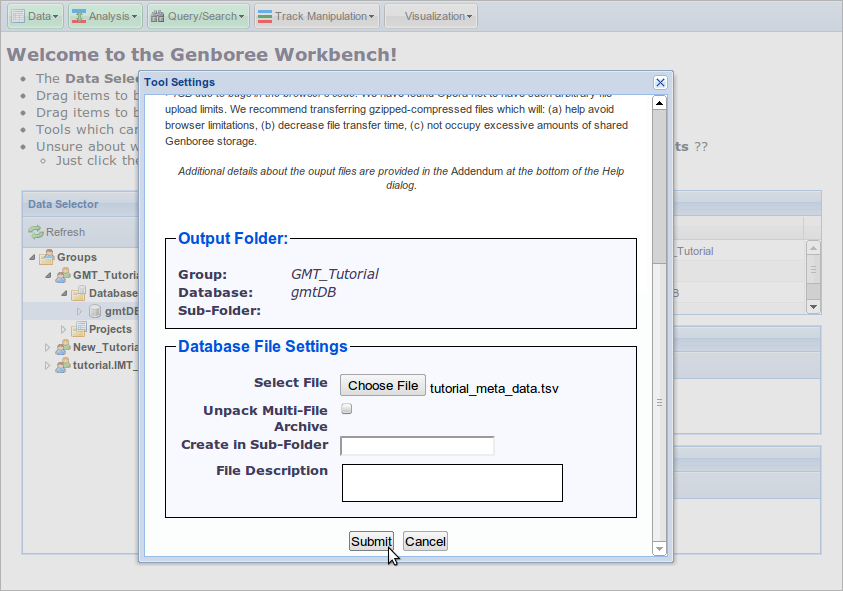 Data Analysis Query/Search Track Manipulation Visualization
Welcome to the Genboree Workbench!
The Data Selec
Drag items to b
Drag items to b
Tools which can
Unsure about w
ts ??
Just click the
Tool Settings
upload limits. We recommend transferring gzipped-compressed files which will: (a) help avoid
browser limitations, (b) decrease file transfer time, (c) not occupy excessive amounts of shared
Genboree storage.
Additional details about the ouput files are provided in the Addendum at the bottom of the Help
dialog.
Output Folder:
Group: GMT_Tutorial
Database: gmtDB
Sub-Folder:
Database File Settings
Select File Choose File tutorial_meta_data.tsv
Unpack Multi-File
Archive
Create in Sub-Folder
File Description
Submit Cancel
Data Selector
Refresh
Groups
GMT_Tutoria
Database
gmtDB
Projects
New_Tutoria
tutorial.IMT_
_Tutorial
B